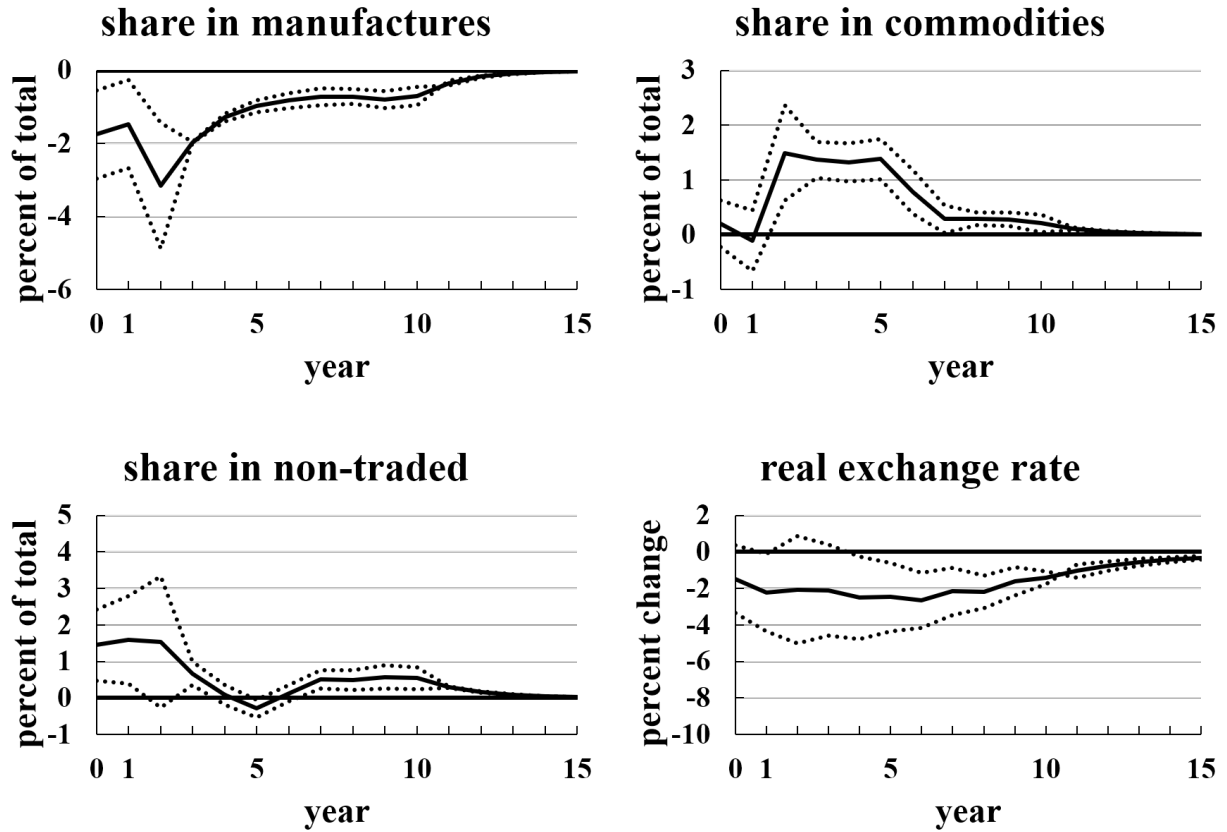 share in manufactures
percent of total
0
-2
-4
-6
0 1 5 10 15
year
share in commodities
percent of total
3
2
1
0
-1
0 1 5 10 15
year
share in non-traded
percent of total
5
4
3
2
1
0
-1
0 1 5 10 15
year
real exchange rate
percent change
2
0
-2
-4
-6
-8
-10
0 1 5 10 15
year